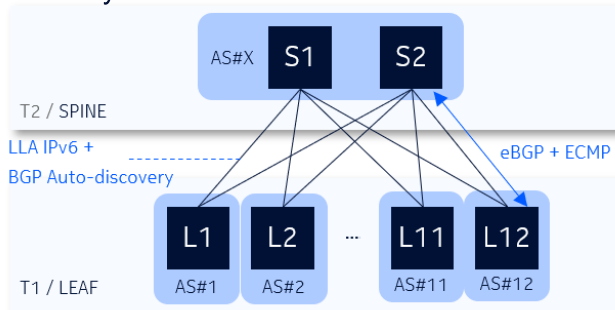 AS#X S1 S2
T2 / SPINE
LLA IPv6 +
BGP Auto-discovery
eBGP + ECMP
L1 L2 ... L11 L12
T1 / LEAF AS#1 AS#2 AS#11 AS#12